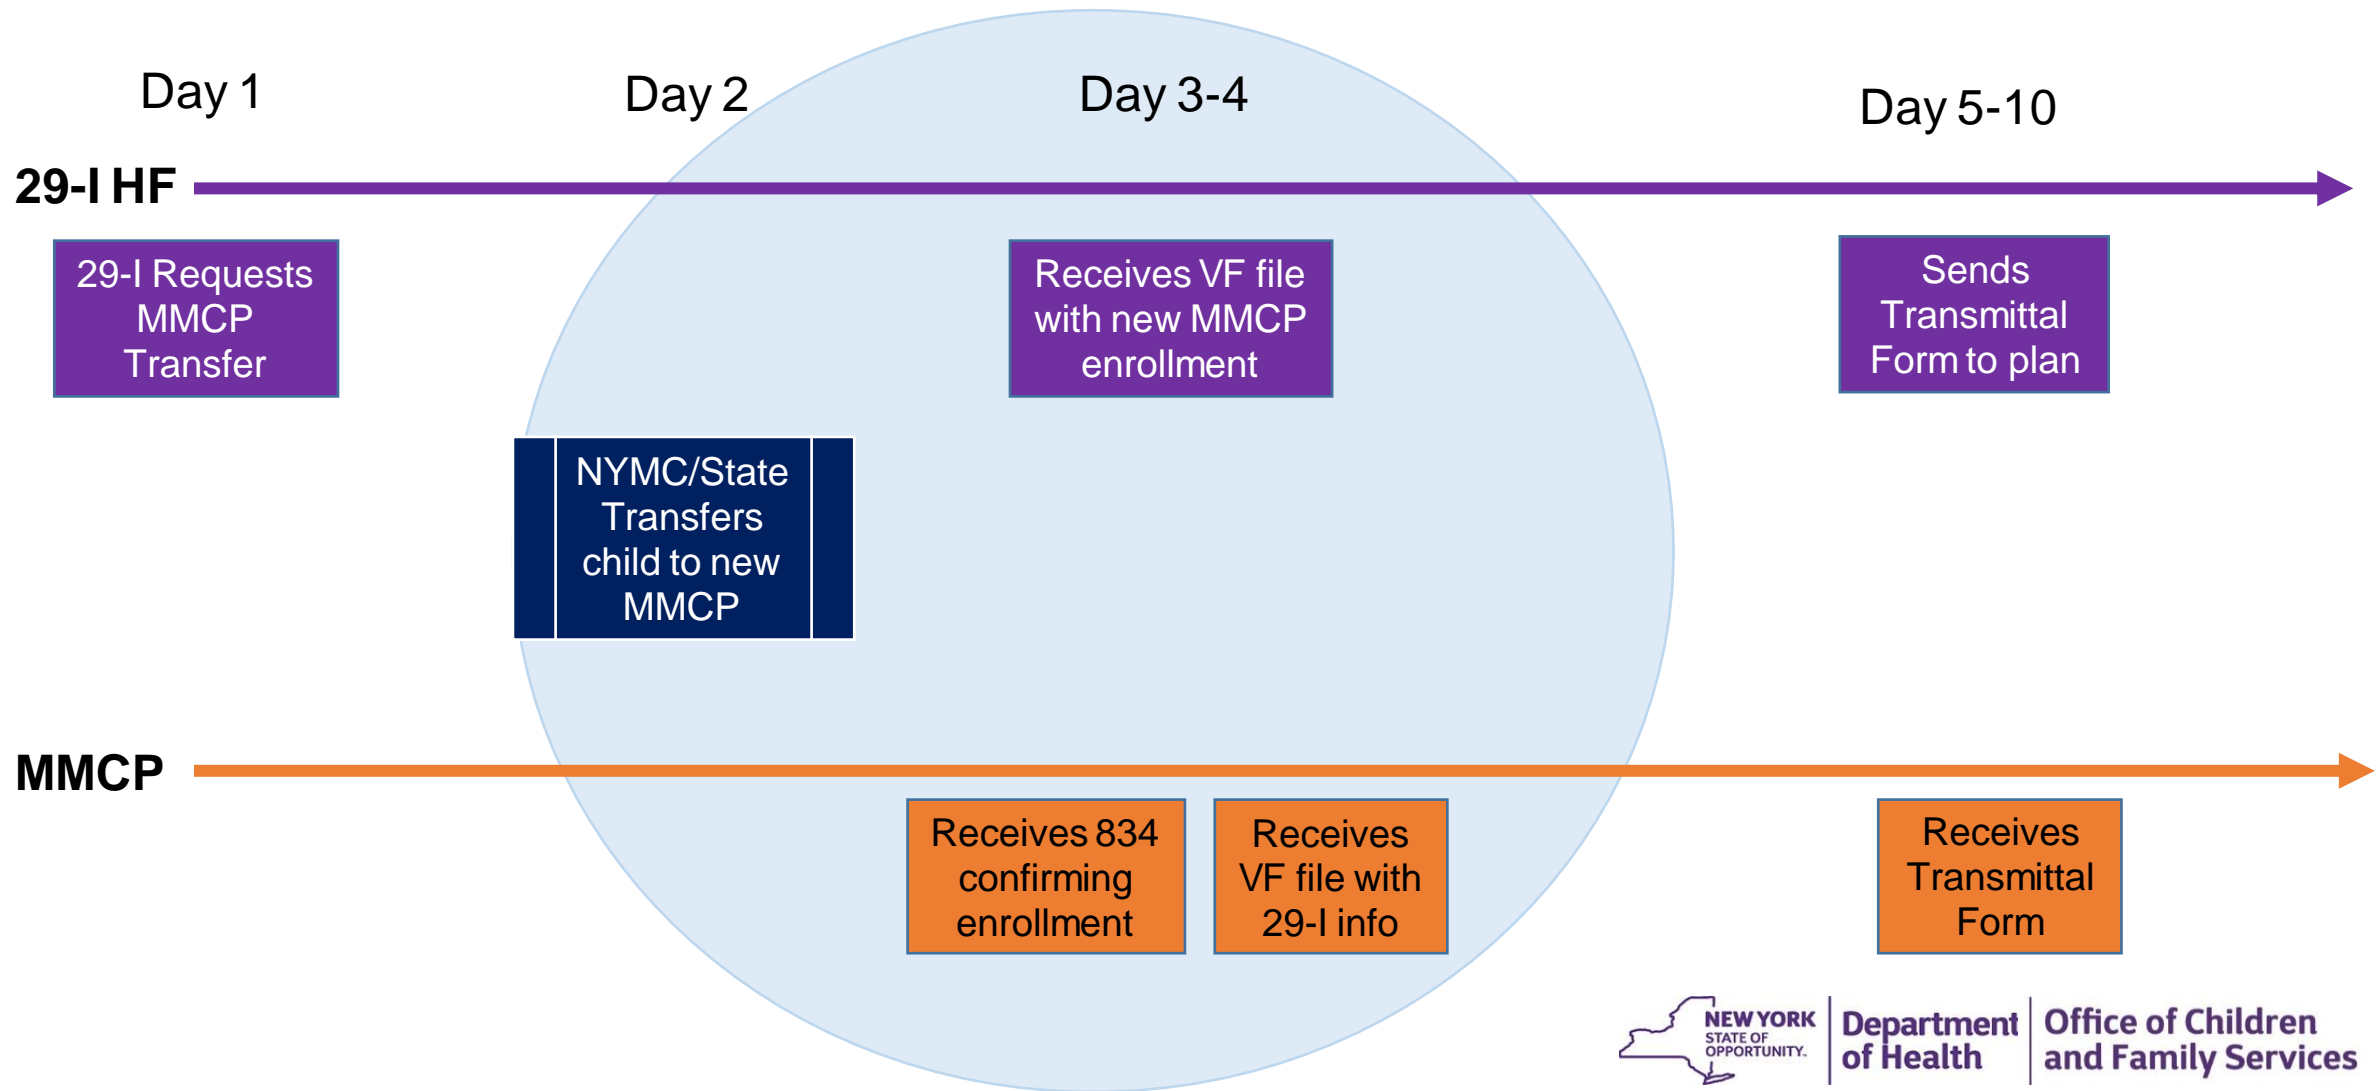 Day 1
Day 2
Day 3-4
Day 5-10
29-I HF
29-I Requests
MMCP
Transfer
Receives VF file
with new MMCP
enrollment
Sends
Transmittal
Form to plan
NYMC/State
Transfers
child to new
MMCP
MMCP
Receives 834
confirming
enrollment
Receives
VF file with
29-I info
Receives
Transmittal
Form
NEW YORK
STATE OF
OPPORTUNITY.
Department
of Health
Office of Children
and Family Services